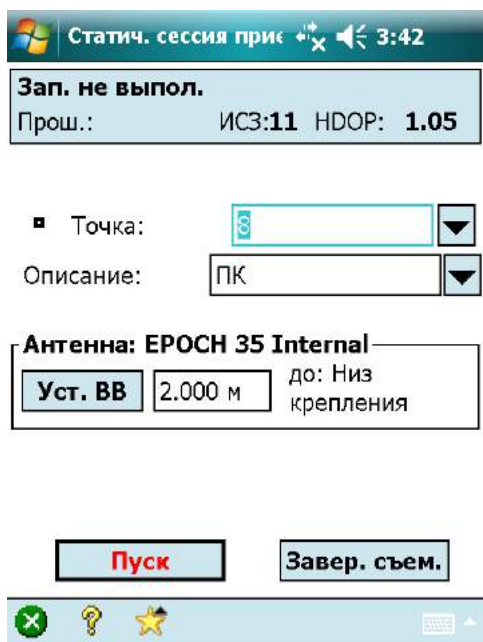 Статич. сессия прие 3:42
Зап. не выпол.
Прош.: ИСЗ:11 HDOP: 1.05
Точка: 8
Описание: ПК
Антенна: EPOCH 35 Internal
Уст. ВВ 2.000 м до: Низ
крепления
Пуск Завер. съем.